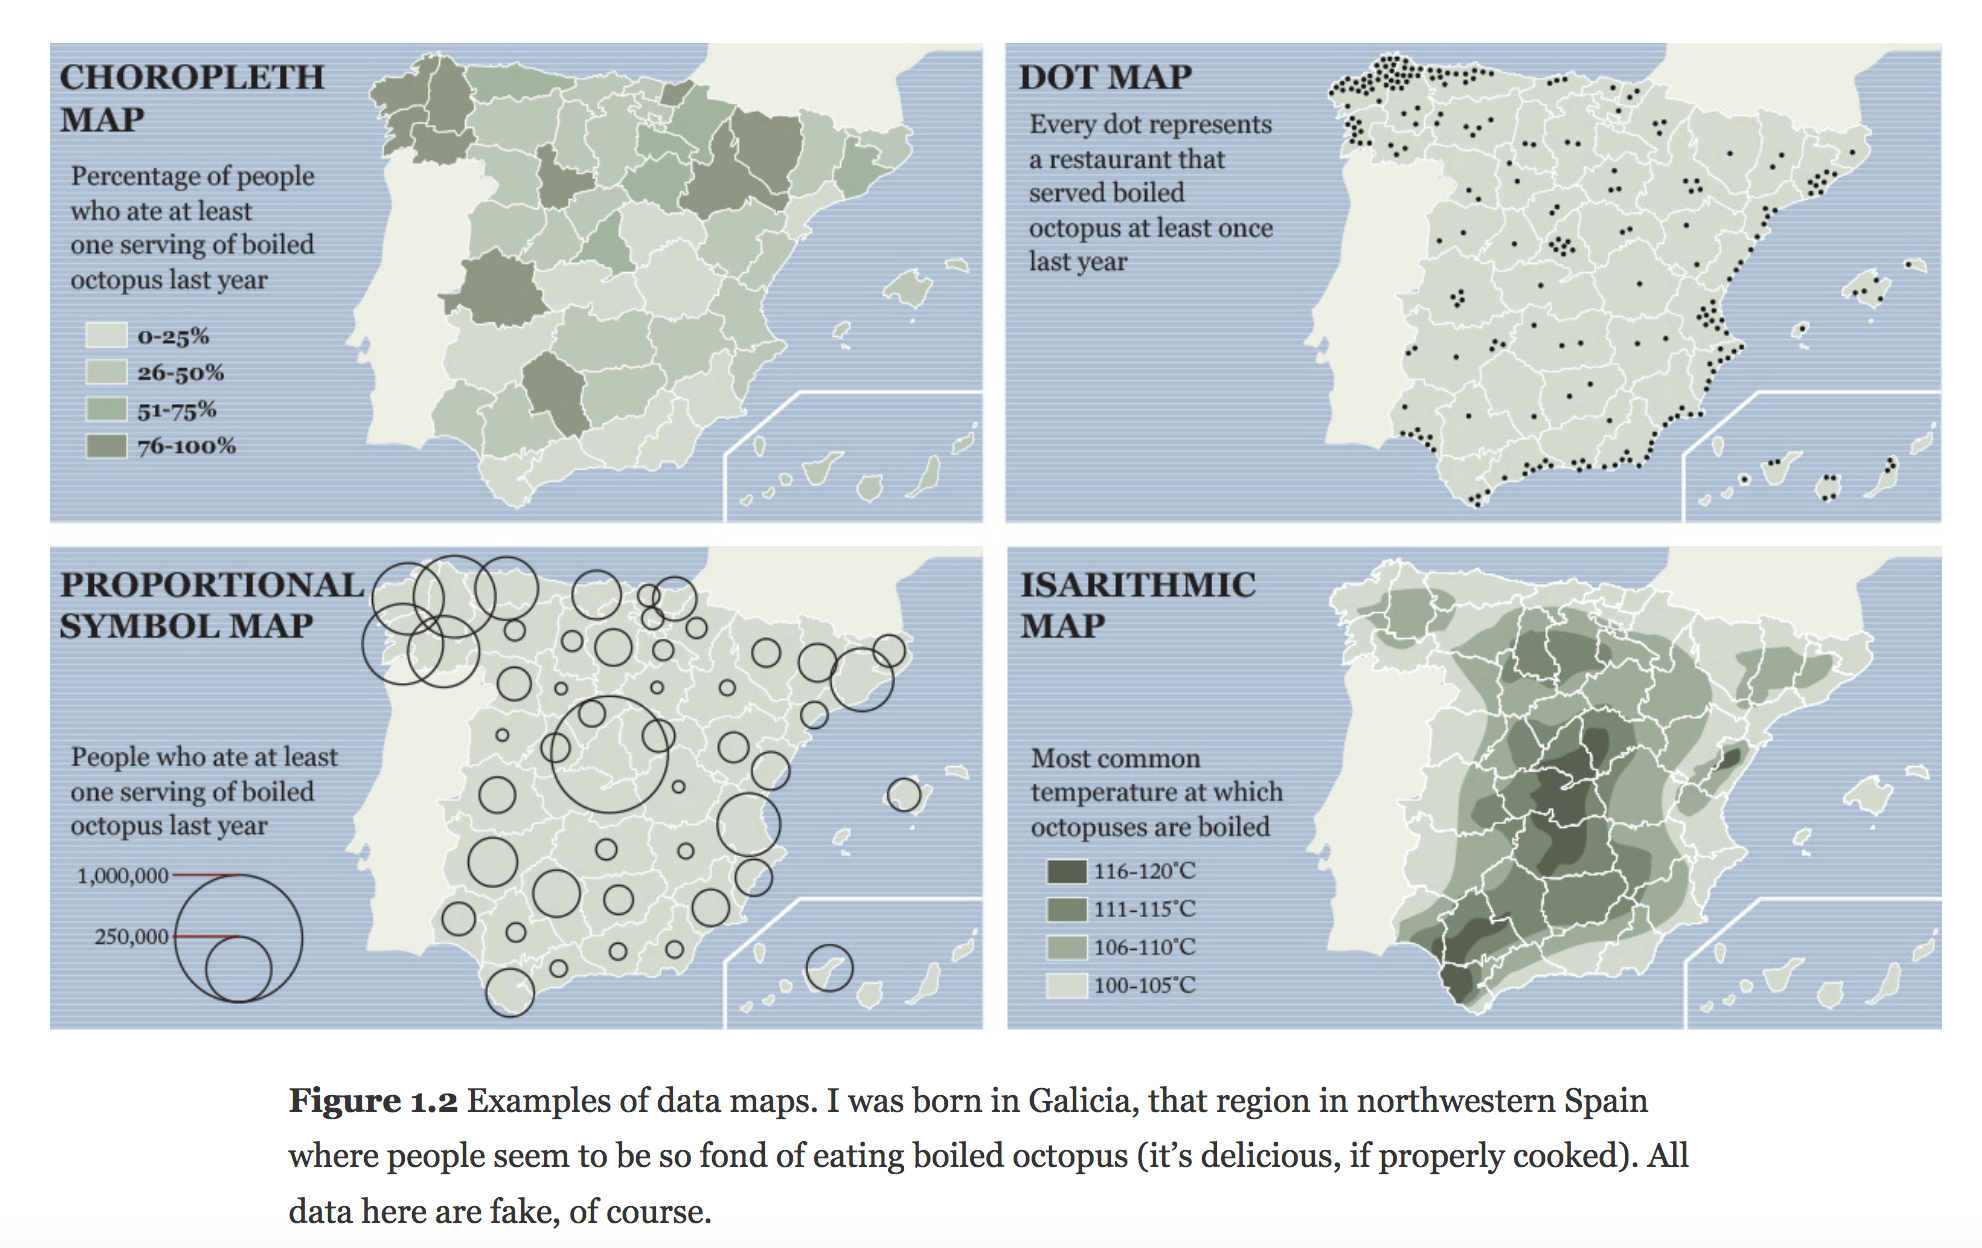 CHOROPLETH
MAP
Percentage of people
who ate at least
one serving of boiled
octopus last year
0-25%
26-50%
51-75%
76-100%
DOT MAP
Every dot represents
a restaurant that
served boiled
octopus at least once
last year
PROPORTIONAL
SYMBOL MAP
People who ate at least
one serving of boiled
octopus last year
1,000,000
250,000
ISARITHMIC
MAP
Most common
temperature at which
octopuses are boiled
116-120°C
111-115°C
106-110°C
100-105°C
Figure 1.2 Examples of data maps. I was born in Galicia, that region in northwestern Spain
where people seem to be so fond of eating boiled octopus (it’s delicious, if properly cooked). All
data here are fake, of course.